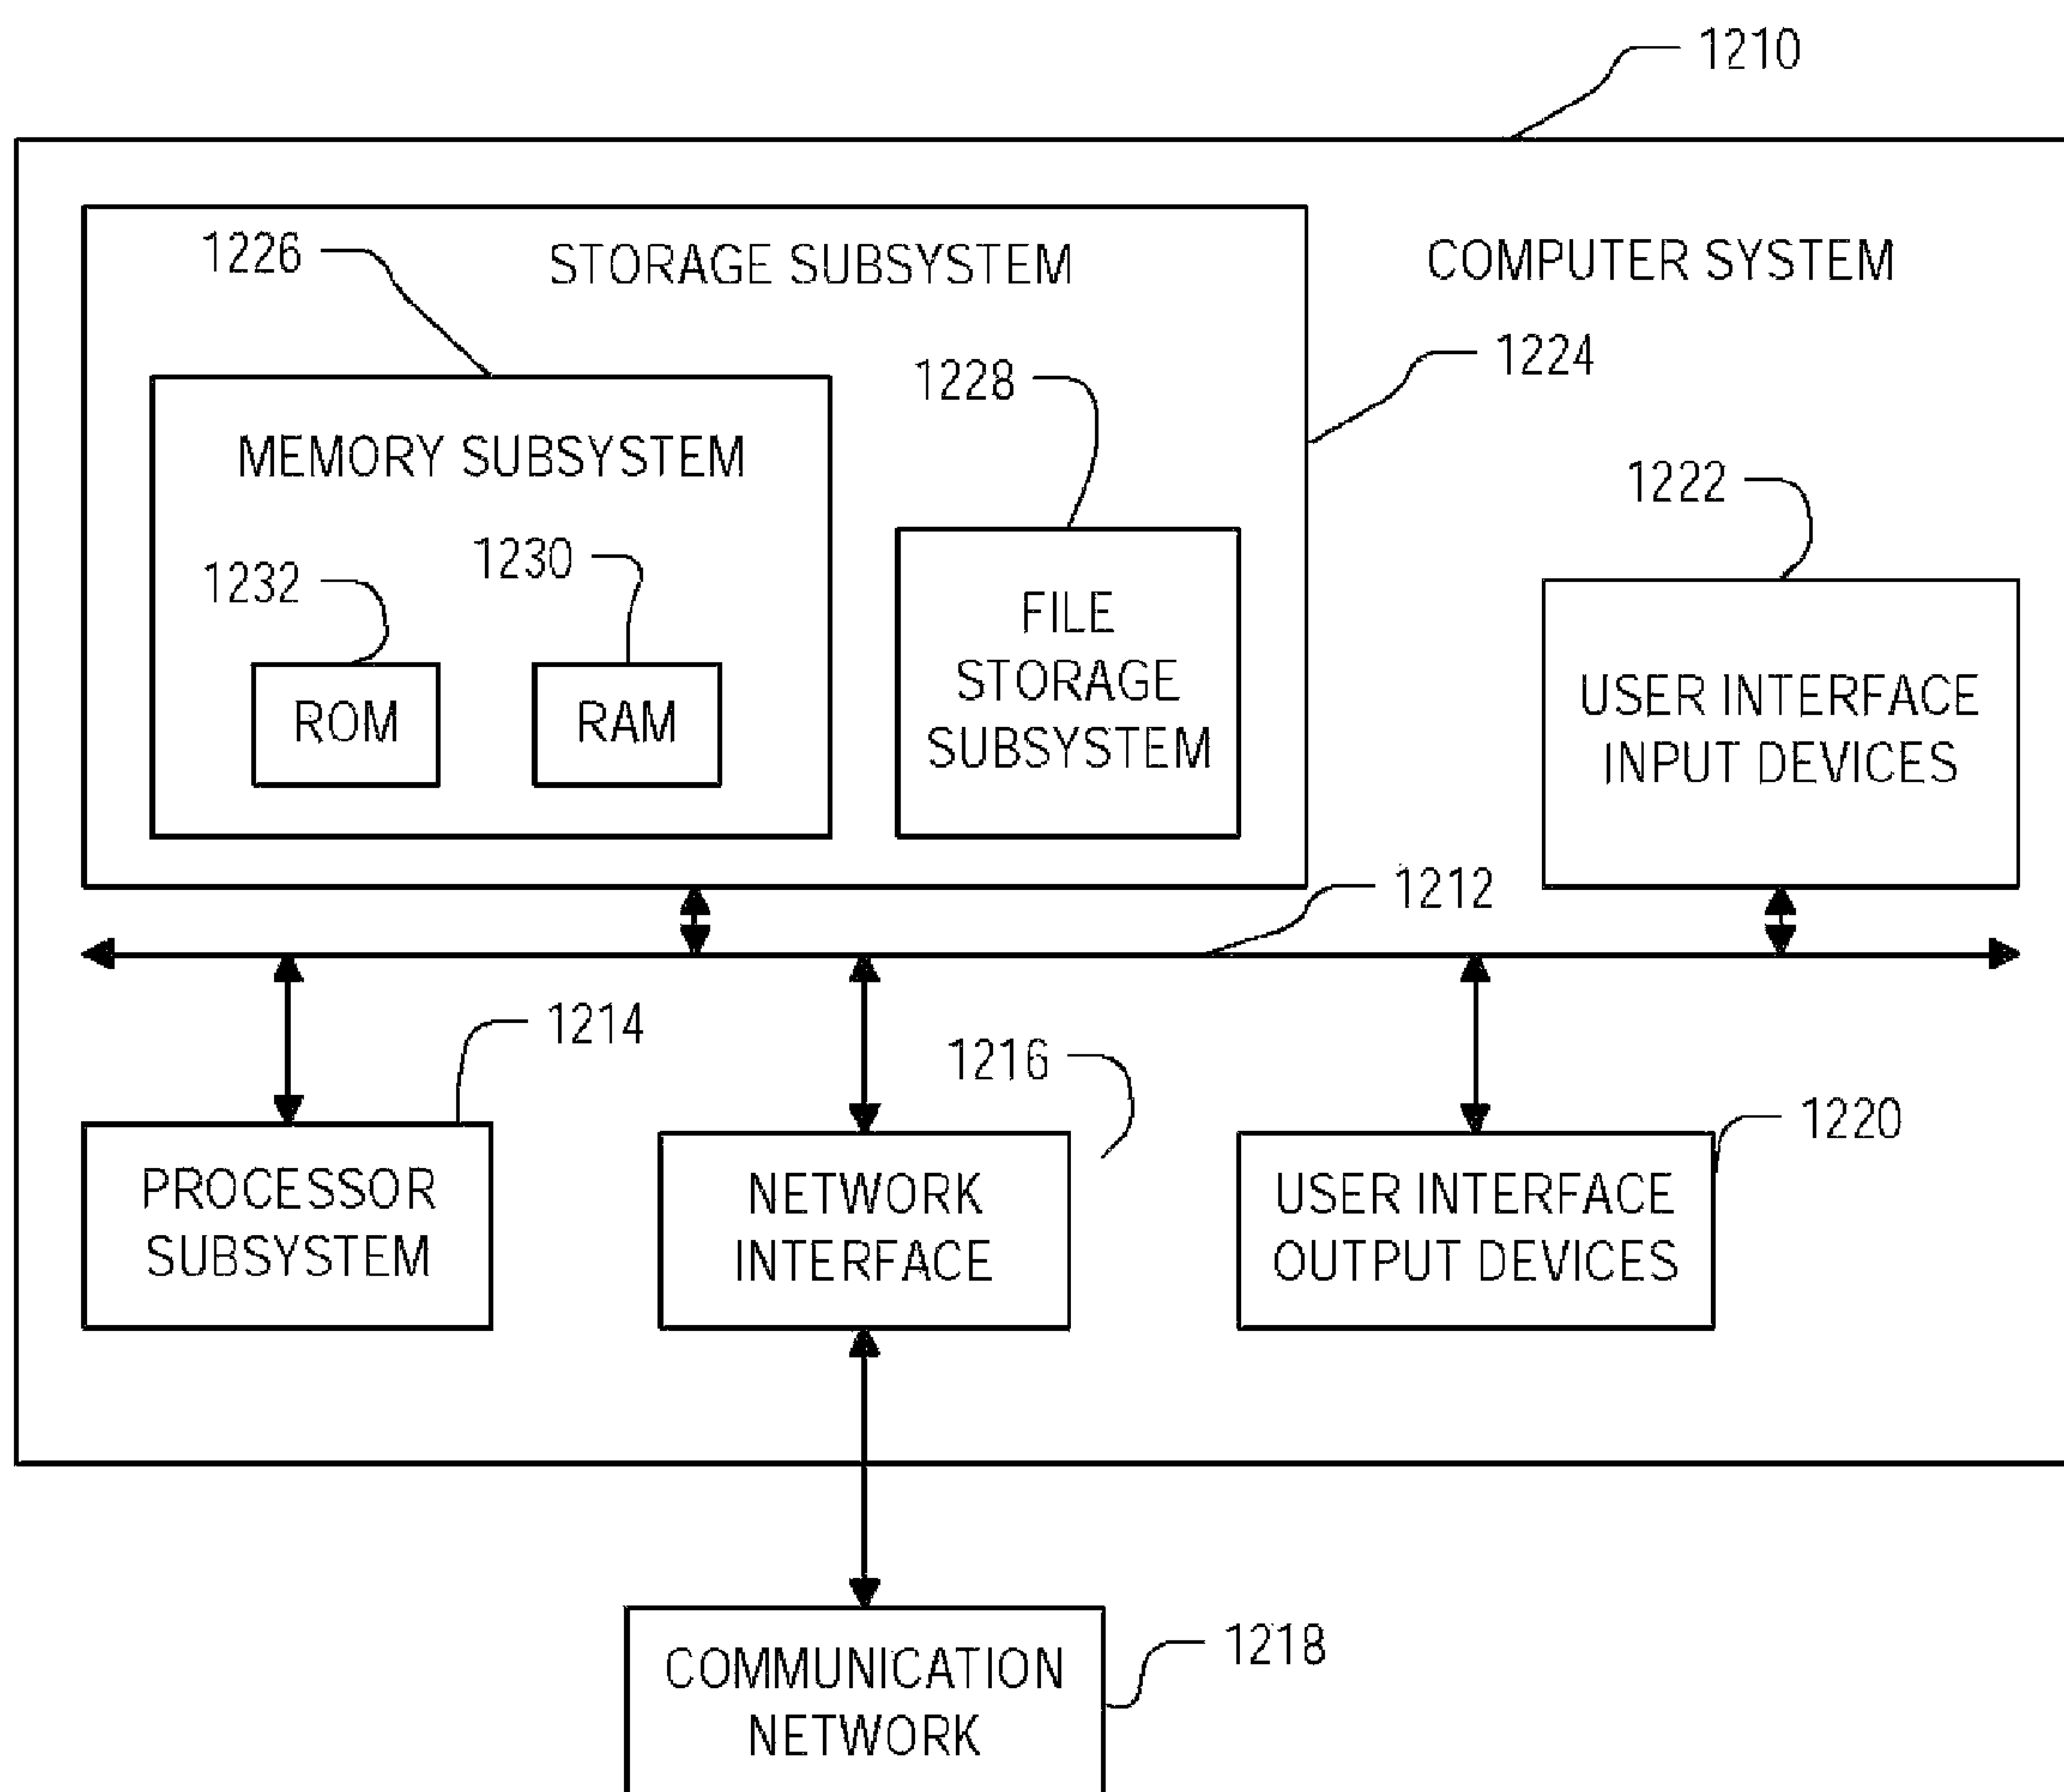 1210
1226
STORAGE SUBSYSTEM
COMPUTER SYSTEM
1224
1228
MEMORY SUBSYSTEM
1222
1230
1232
FILE
STORAGE
SUBSYSTEM
ROM
RAM
USER INTERFACE
INPUT DEVICES
1212
1214
1216
1220
PROCESSOR
SUBSYSTEM
NETWORK
INTERFACE
USER INTERFACE
OUTPUT DEVICES
1218
COMMUNICATION
NETWORK